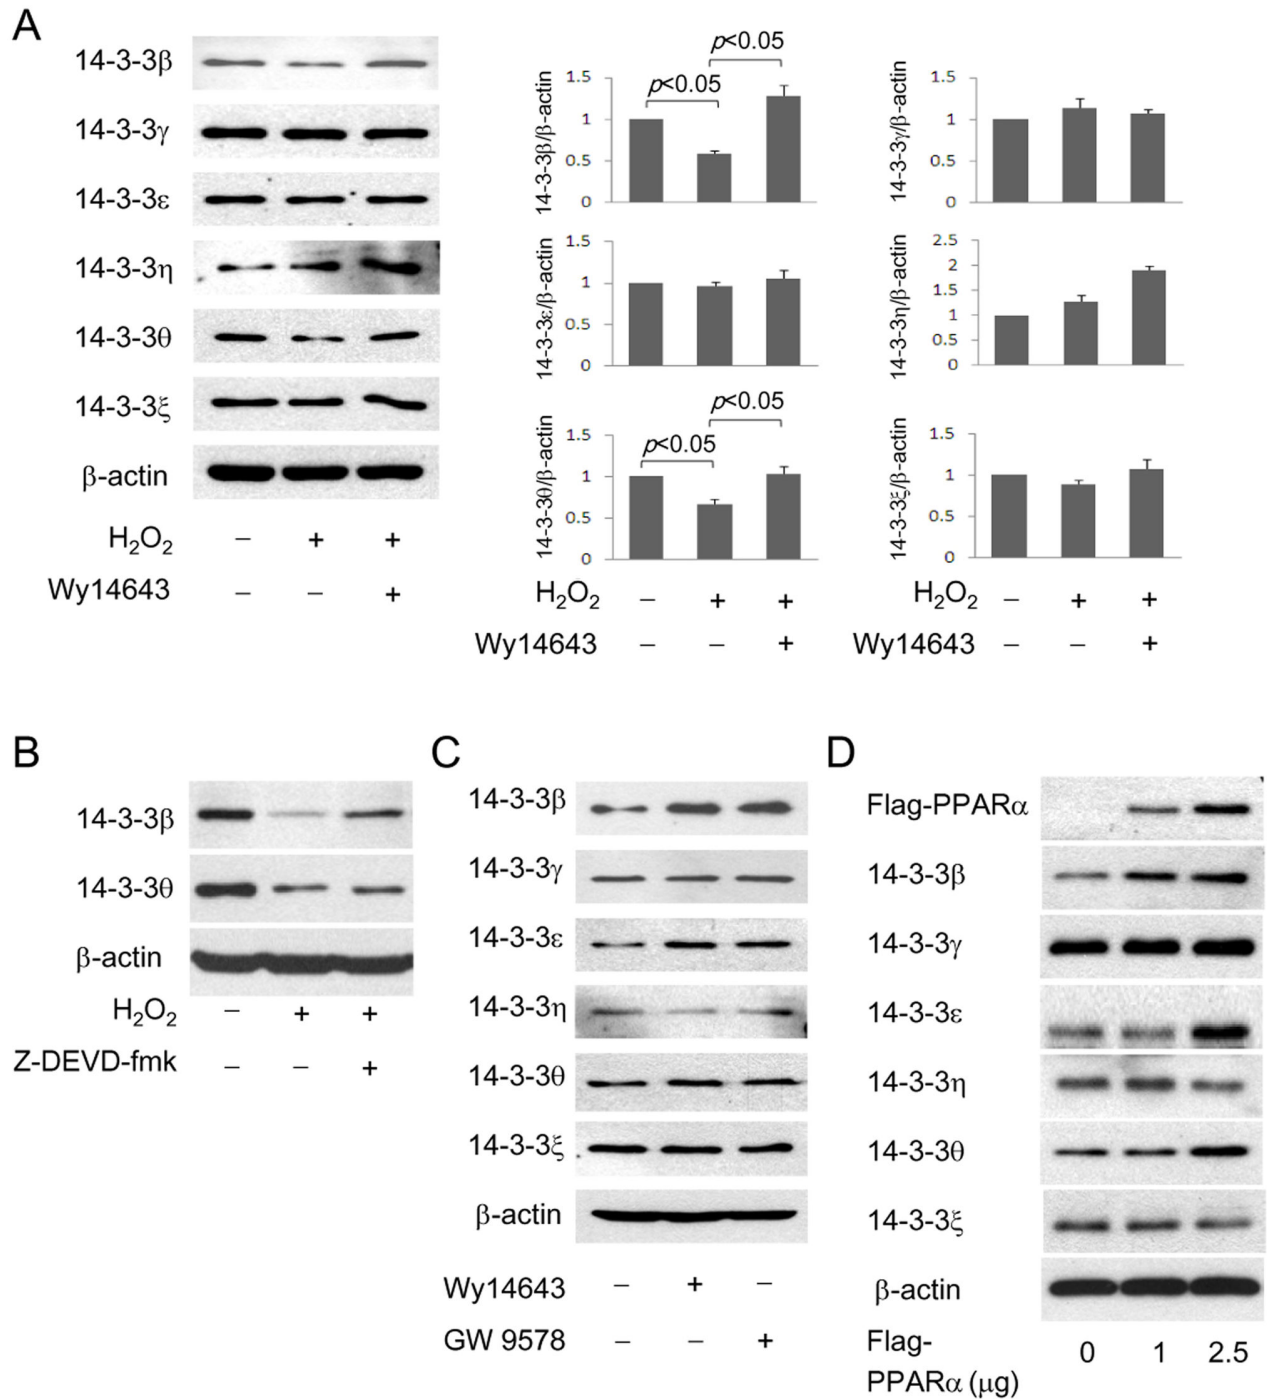 A
14-3-3β
14-3-3γ
14-3-3ε
14-3-3η
14-3-3θ
14-3-3ξ
β-actin
H₂O₂ – + +
Wy14643 – – +
p<0.05
p<0.05
14-3-3β/β-actin
1.5
1
0.5
0
14-3-3γ/β-actin
1.5
1
0.5
0
14-3-3ε/β-actin
1.5
1
0.5
0
14-3-3η/β-actin
2.5
2
1.5
1
0.5
0
p<0.05
p<0.05
14-3-3θ/β-actin
1.5
1
0.5
0
14-3-3ξ/β-actin
1.5
1
0.5
0
H₂O₂ – + +
Wy14643 – – +
H₂O₂ – + +
Wy14643 – – +
B
14-3-3β
14-3-3θ
β-actin
H₂O₂ – + +
Z-DEVD-fmk – – +
C
14-3-3β
14-3-3γ
14-3-3ε
14-3-3η
14-3-3θ
14-3-3ξ
β-actin
Wy14643 – + –
GW 9578 – – +
D
Flag-PPARα
14-3-3β
14-3-3γ
14-3-3ε
14-3-3η
14-3-3θ
14-3-3ξ
β-actin
Flag-
PPARα (μg) 0 1 2.5